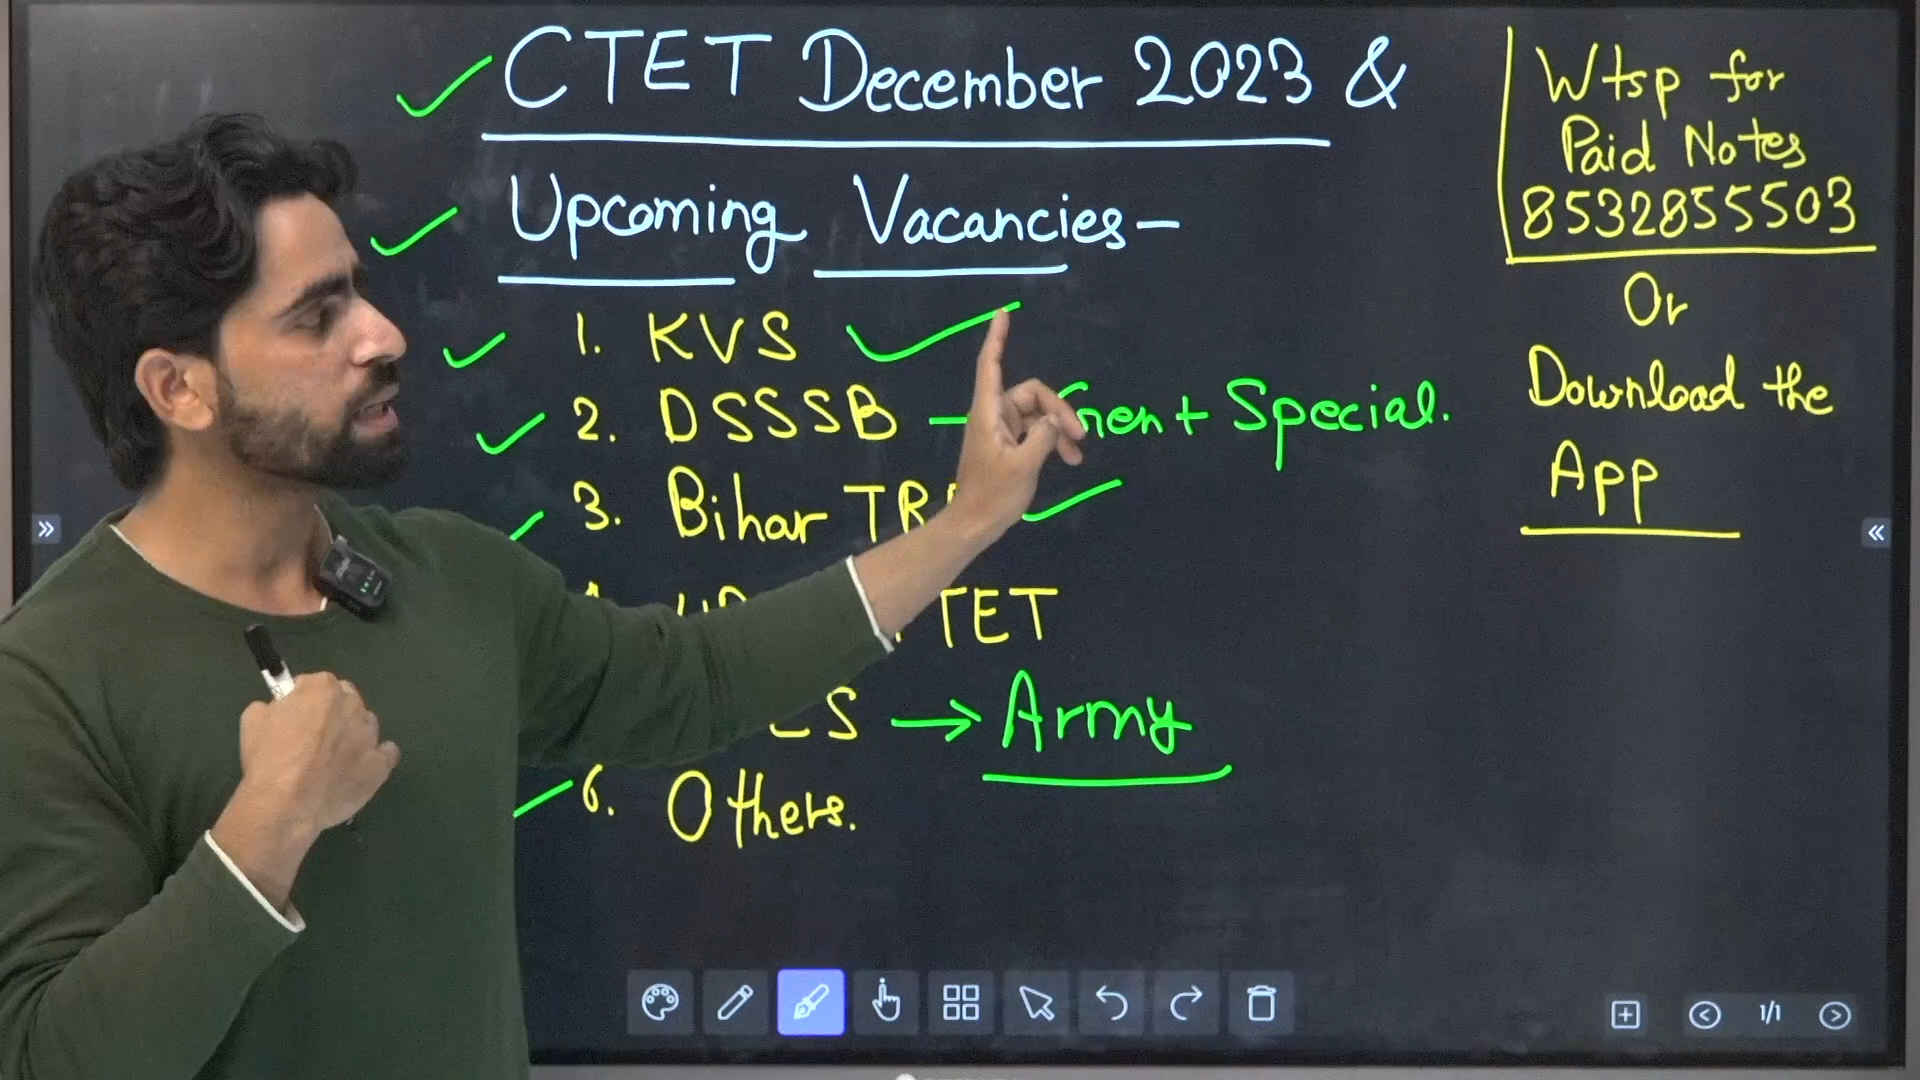 CTET December 2023 &
Upcoming Vacancies-
1. KVS
2. DSSSB - Gen + Special.
3. Bihar
TET
→ Army
6. Others.
Wtsp for
Paid Notes
8532855503
Or
Download the
App
1/1